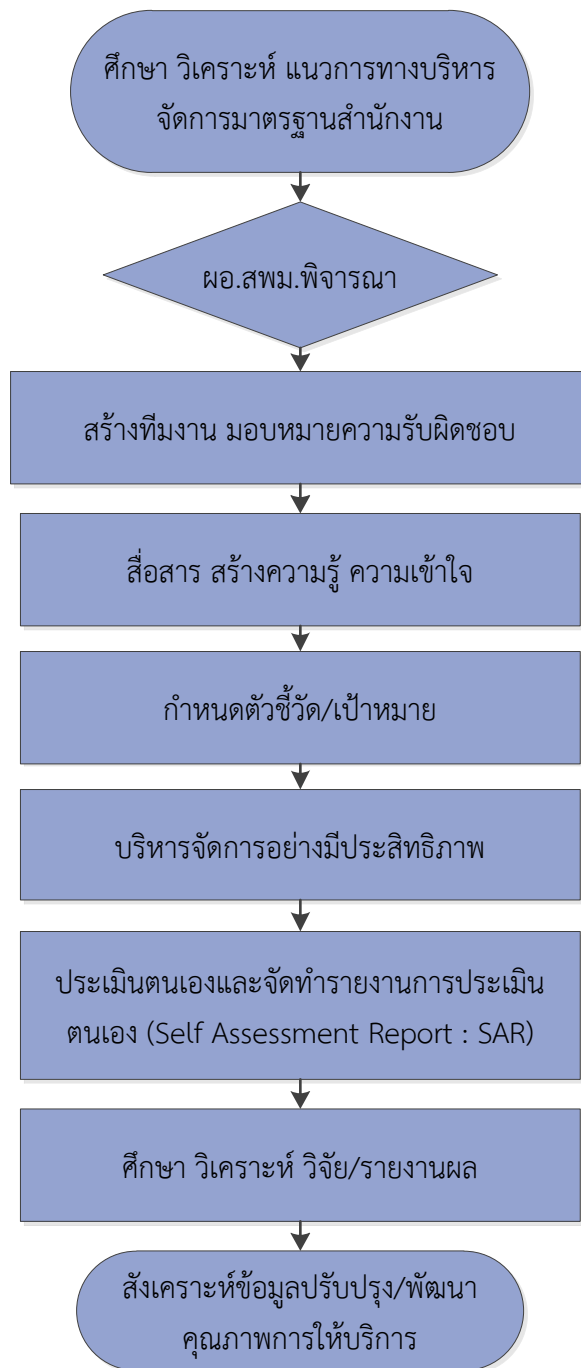 ศึกษา วิเคราะห์ แนวการทางบริหาร
จัดการมาตรฐานสำนักงาน
ผอ.สพม.พิจารณา
สร้างทีมงาน มอบหมายความรับผิดชอบ
สื่อสาร สร้างความรู้ ความเข้าใจ
กำหนดตัวชี้วัด/เป้าหมาย
บริหารจัดการอย่างมีประสิทธิภาพ
ประเมินตนเองและจัดทำรายงานการประเมิน
ตนเอง (Self Assessment Report : SAR)
ศึกษา วิเคราะห์ วิจัย/รายงานผล
สังเคราะห์ข้อมูลปรับปรุง/พัฒนา
คุณภาพการให้บริการ